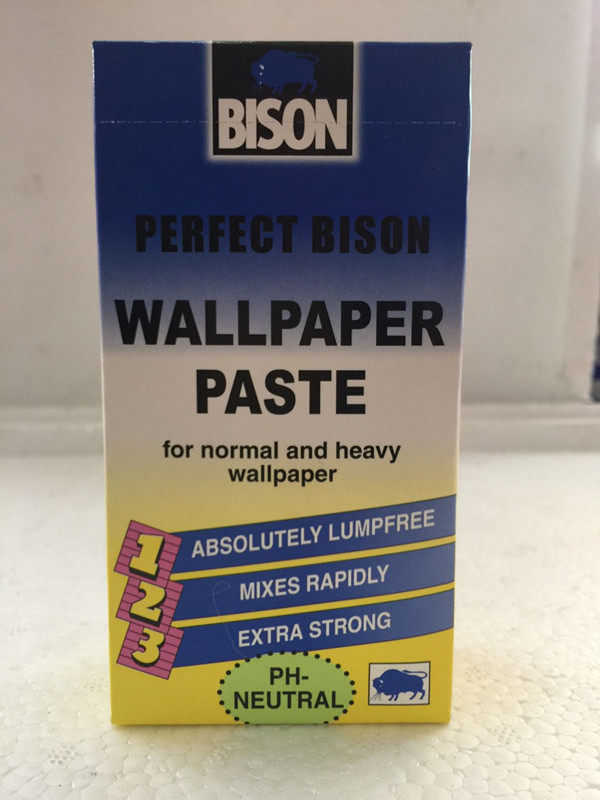 BISON
PERFECT BISON
WALLPAPER
PASTE
for normal and heavy
wallpaper
1 ABSOLUTELY LUMPFREE
2 MIXES RAPIDLY
3 EXTRA STRONG
PH-
NEUTRAL